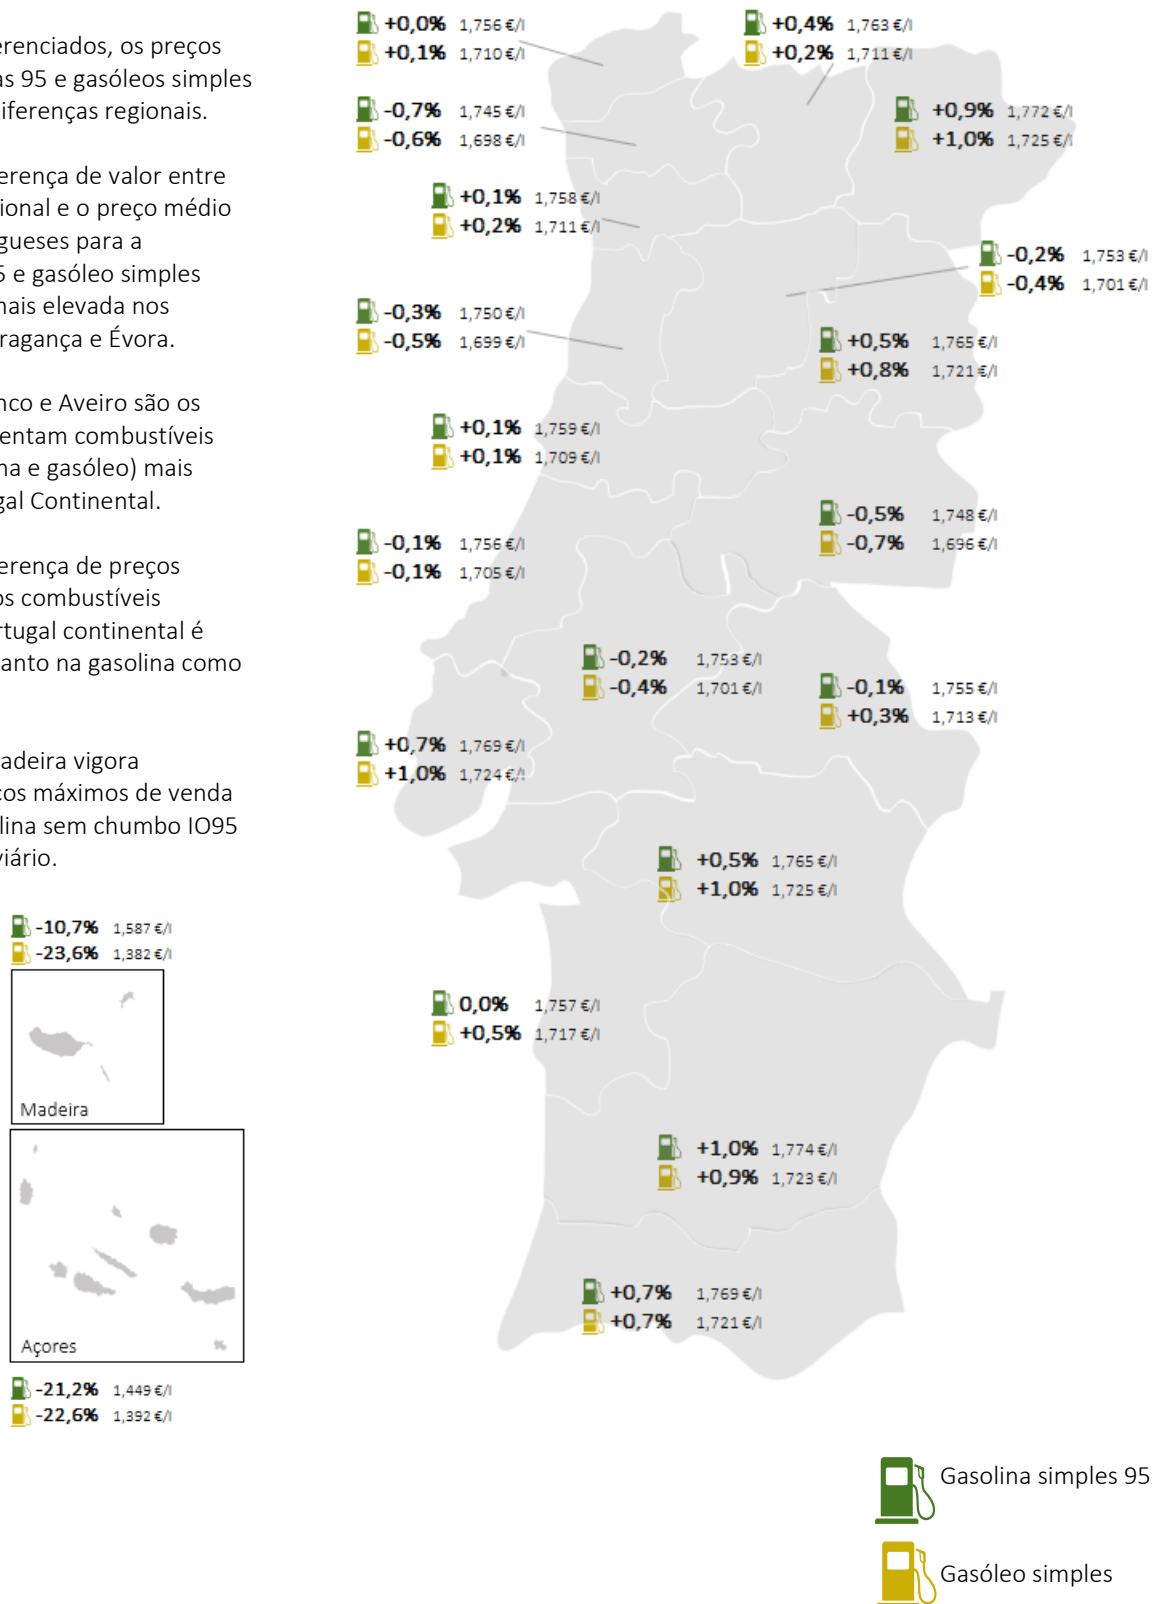 erenciados, os preços
as 95 e gasóleos simples
diferenças regionais.
erença de valor entre
ional e o preço médio
gueses para a
5 e gasóleo simples
mais elevada nos
ragança e Évora.
nco e Aveiro são os
entam combustíveis
na e gasóleo) mais
gal Continental.
erença de preços
os combustíveis
rtugal continental é
tanto na gasolina como
adeira vigora
ços máximos de venda
lina sem chumbo IO95
viário.
-10,7% 1,587 €/l
-23,6% 1,382 €/l
Madeira
Açores
-21,2% 1,449 €/l
-22,6% 1,392 €/l
+0,0% 1,756 €/l
+0,1% 1,710 €/l
+0,4% 1,763 €/l
+0,2% 1,711 €/l
-0,7% 1,745 €/l
-0,6% 1,698 €/l
+0,9% 1,772 €/l
+1,0% 1,725 €/l
+0,1% 1,758 €/l
+0,2% 1,711 €/l
-0,2% 1,753 €/l
-0,4% 1,701 €/l
-0,3% 1,750 €/l
-0,5% 1,699 €/l
+0,5% 1,765 €/l
+0,8% 1,721 €/l
+0,1% 1,759 €/l
+0,1% 1,709 €/l
-0,5% 1,748 €/l
-0,7% 1,696 €/l
-0,1% 1,756 €/l
-0,1% 1,705 €/l
-0,2% 1,753 €/l
-0,4% 1,701 €/l
-0,1% 1,755 €/l
+0,3% 1,713 €/l
+0,7% 1,769 €/l
+1,0% 1,724 €/l
+0,5% 1,765 €/l
+1,0% 1,725 €/l
0,0% 1,757 €/l
+0,5% 1,717 €/l
+1,0% 1,774 €/l
+0,9% 1,723 €/l
+0,7% 1,769 €/l
+0,7% 1,721 €/l
Gasolina simples 95
Gasóleo simples